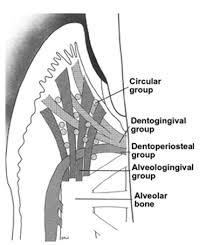 Circular
group
Dentogingival
group
Dentoperiosteal
group
Alveologingival
group
Alveolar
bone